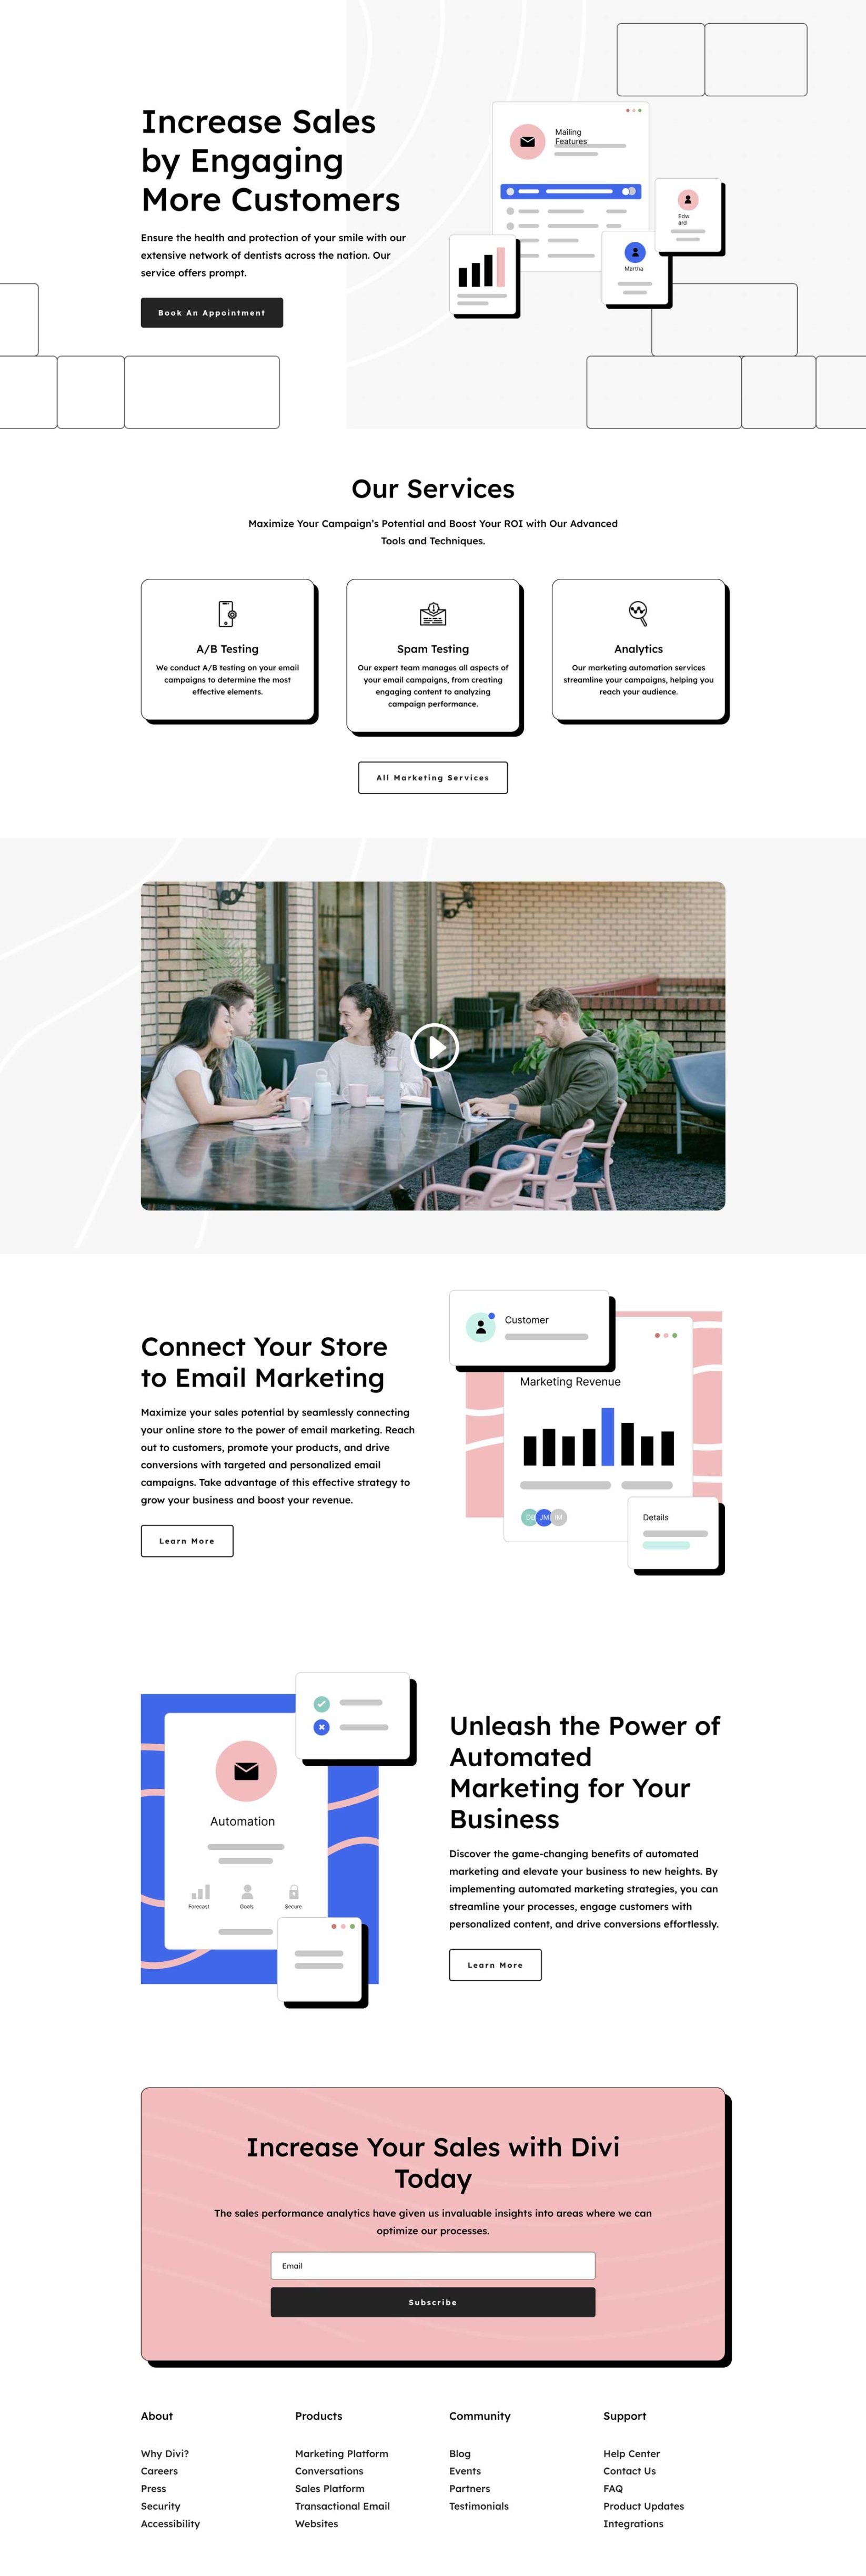 Increase Sales
by Engaging
More Customers
Ensure the health and protection of your smile with our
extensive network of dentists across the nation. Our
service offers prompt.
Book An Appointment
Mailing
Features
Edw
ard
Martha
Our Services
Maximize Your Campaign's Potential and Boost Your ROI with Our Advanced
Tools and Techniques.
A/B Testing
We conduct A/B testing on your email
campaigns to determine the most
effective elements.
Spam Testing
Our expert team manages all aspects of
your email campaigns, from creating
engaging content to analyzing
campaign performance.
Analytics
Our marketing automation services
streamline your campaigns, helping you
reach your audience.
All Marketing Services
Connect Your Store
to Email Marketing
Maximize your sales potential by seamlessly connecting
your online store to the power of email marketing. Reach
out to customers, promote your products, and drive
conversions with targeted and personalized email
campaigns. Take advantage of this effective strategy to
grow your business and boost your revenue.
Learn More
Customer
Marketing Revenue
JM
Details
Automation
Forecast
Goals
Secure
Unleash the Power of
Automated
Marketing for Your
Business
Discover the game-changing benefits of automated
marketing and elevate your business to new heights. By
implementing automated marketing strategies, you can
streamline your processes, engage customers with
personalized content, and drive conversions effortlessly.
Learn More
Increase Your Sales with Divi
Today
The sales performance analytics have given us invaluable insights into areas where we can
optimize our processes.
Email
Subscribe
About
Why Divi?
Careers
Press
Security
Accessibility
Products
Marketing Platform
Conversations
Sales Platform
Transactional Email
Websites
Community
Blog
Events
Partners
Testimonials
Support
Help Center
Contact Us
FAQ
Product Updates
Integrations